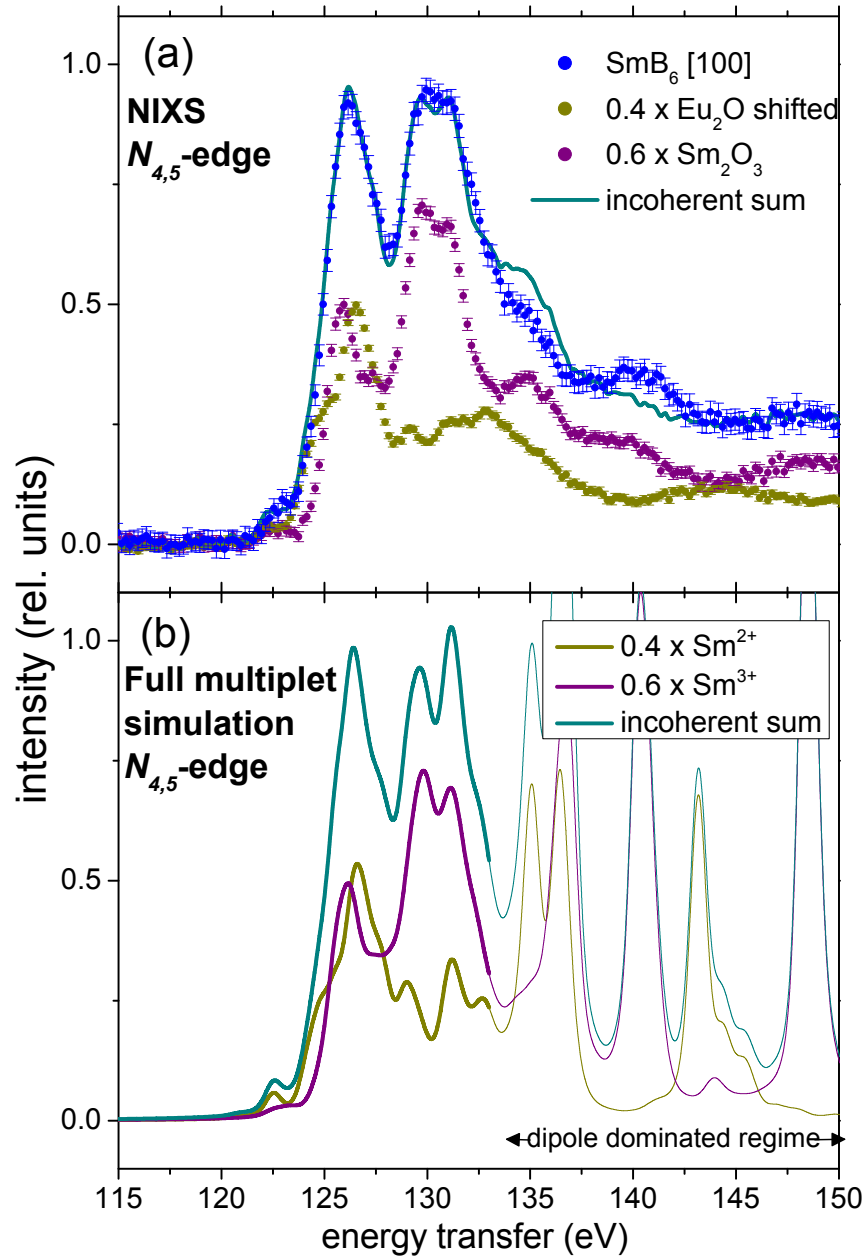 (a)
NIXS
N4,5-edge
SmB6 [100]
0.4 x Eu2O shifted
0.6 x Sm2O3
incoherent sum
1.0
0.5
0.0
intensity (rel. units)
(b)
Full multiplet
simulation
N4,5-edge
0.4 x Sm2+
0.6 x Sm3+
incoherent sum
1.0
0.5
0.0
dipole dominated regime
115 120 125 130 135 140 145 150
energy transfer (eV)